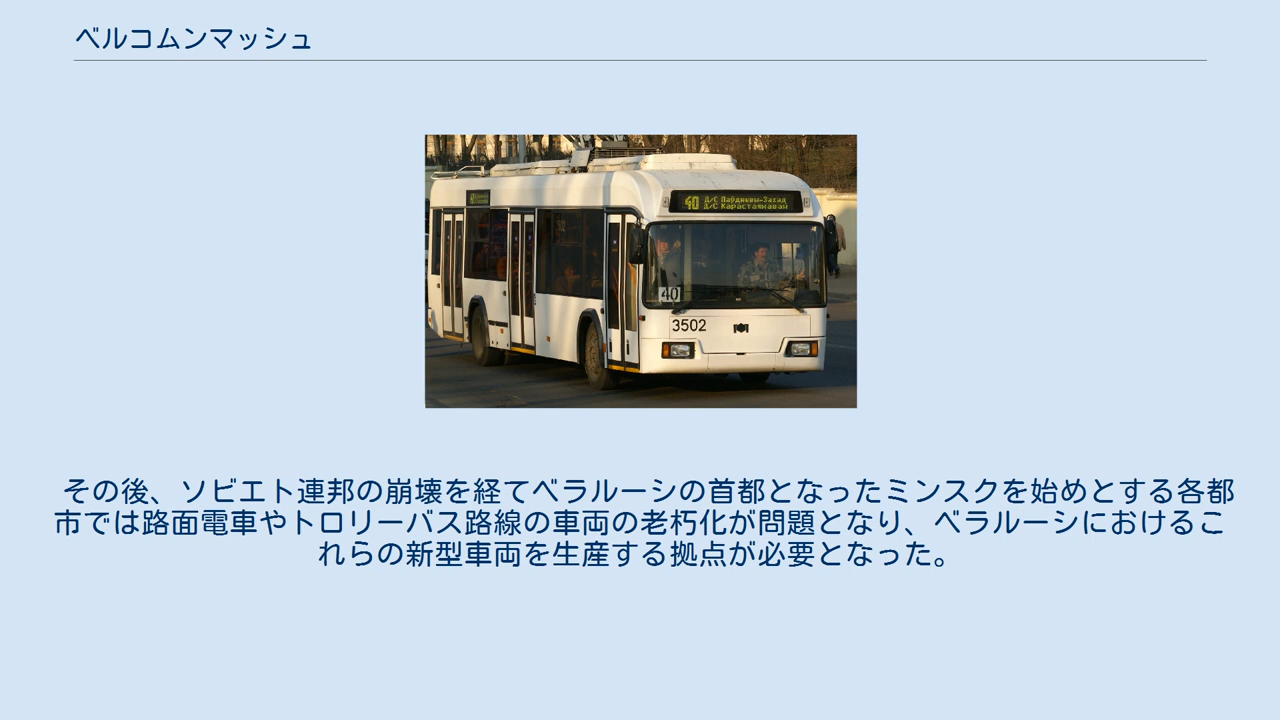 ベルコムンマッシュ
40 Д/С Паўднёвы-Захад
Д/С Карастаянавай
40
3502
その後、ソビエト連邦の崩壊を経てベラルーシの首都となったミンスクを始めとする各都
市では路面電車やトロリーバス路線の車両の老朽化が問題となり、ベラルーシにおけるこ
れらの新型車両を生産する拠点が必要となった。